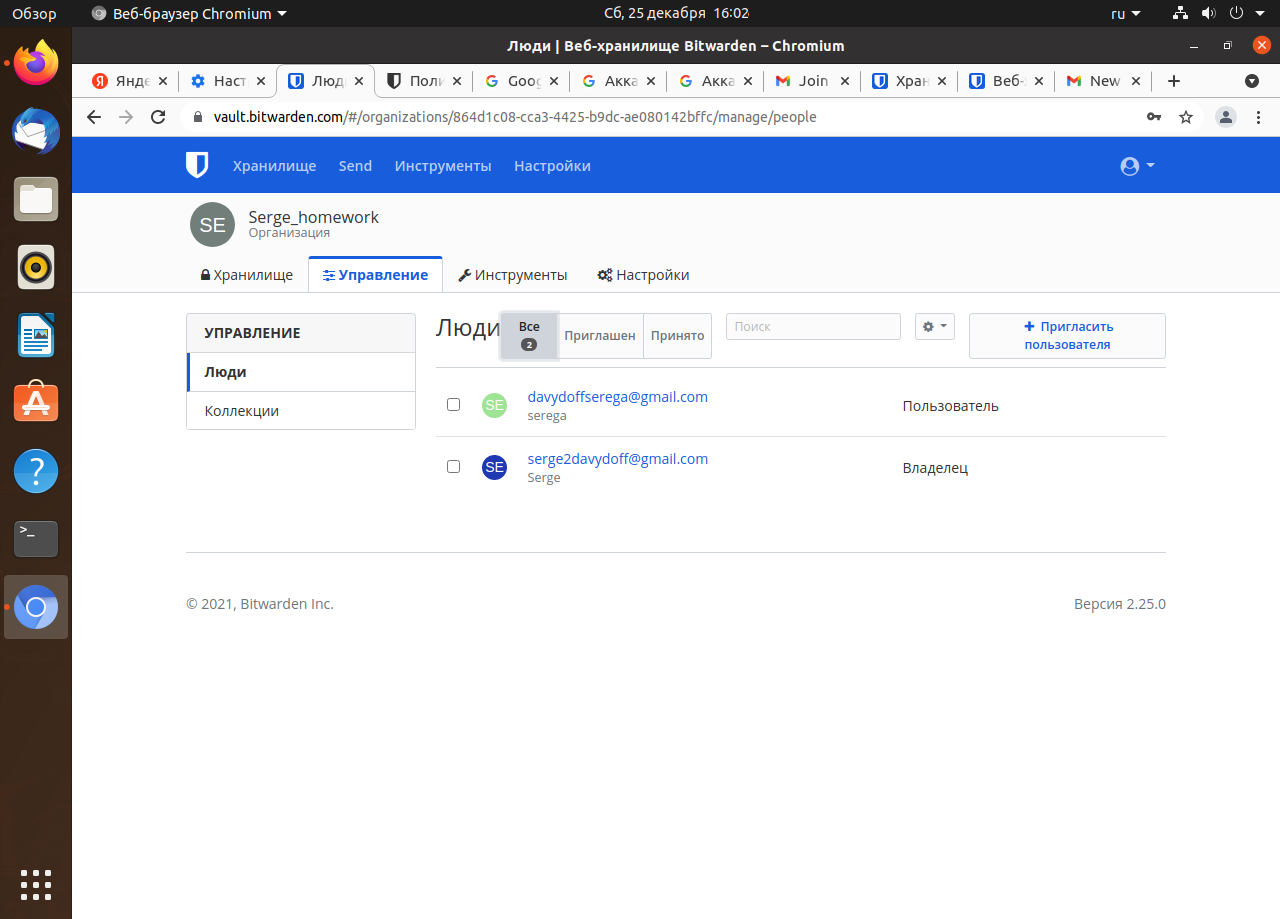 Обзор
Веб-браузер Chromium
Сб, 25 декабря 16:02
ru
Люди | Веб-хранилище Bitwarden – Chromium
Янде
Наст
Люд
Поли
Goog
Акка
Акка
Join
Хран
Веб-х
New
vault.bitwarden.com/#/organizations/864d1c08-cca3-4425-b9dc-ae080142bffc/manage/people
Хранилище
Send
Инструменты
Настройки
SE
Serge_homework
Организация
Хранилище
Управление
Инструменты
Настройки
УПРАВЛЕНИЕ
Люди
Коллекции
Люди
Все
2
Приглашен
Принято
Поиск
Пригласить
пользователя
SE
davydoffserega@gmail.com
serega
Пользователь
SE
serge2davydoff@gmail.com
Serge
Владелец
© 2021, Bitwarden Inc.
Версия 2.25.0